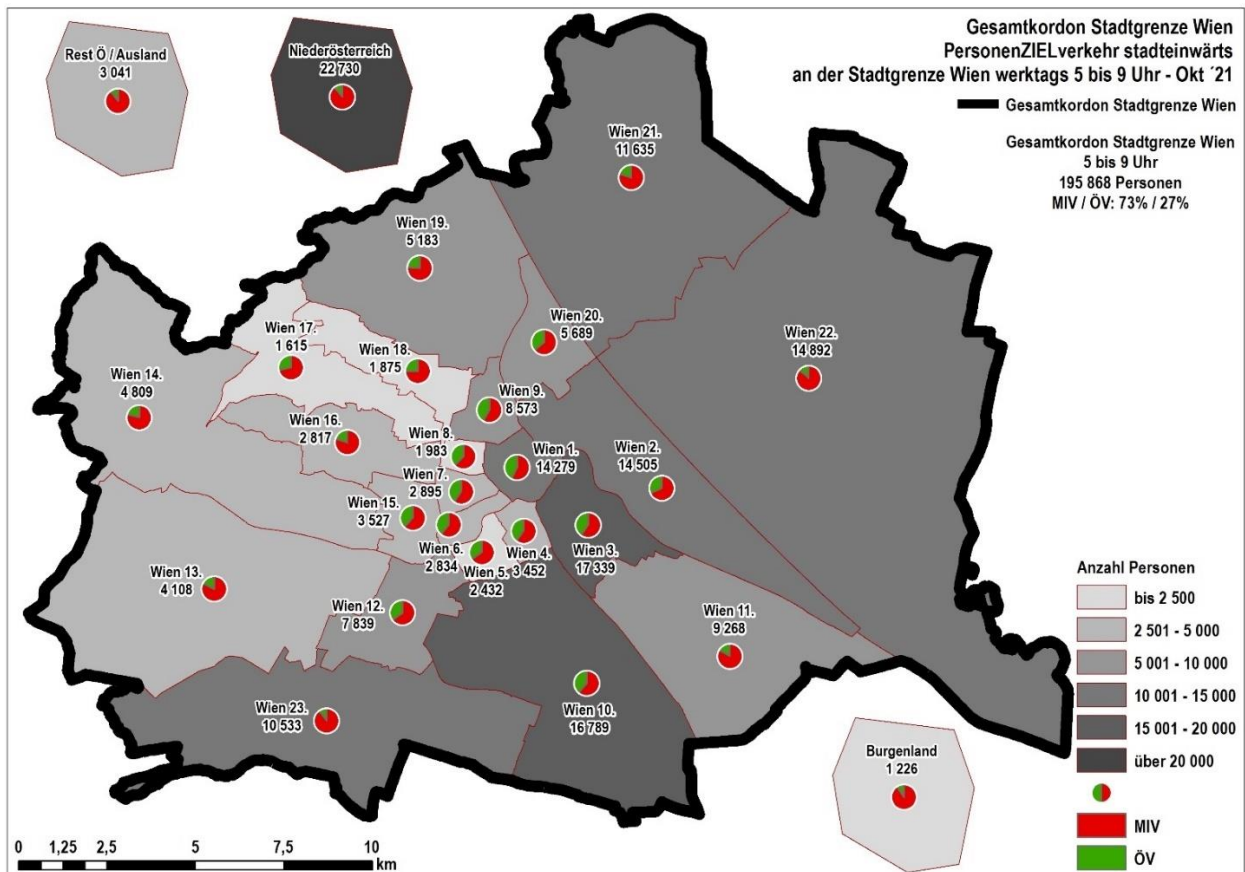 Gesamtkordon Stadtgrenze Wien
PersonenZIELverkehr stadteinwärts
an der Stadtgrenze Wien werktags 5 bis 9 Uhr - Okt ´21
Gesamtkordon Stadtgrenze Wien
Gesamtkordon Stadtgrenze Wien
5 bis 9 Uhr
195 868 Personen
MIV / ÖV: 73% / 27%
Rest Ö / Ausland
3 041
Niederösterreich
22 730
Wien 21.
11 635
Wien 19.
5 183
Wien 20.
5 689
Wien 22.
14 892
Wien 17.
1 615
Wien 18.
1 875
Wien 14.
4 809
Wien 9.
8 573
Wien 16.
2 817
Wien 8.
1 983
Wien 1.
14 279
Wien 2.
14 505
Wien 7.
2 895
Wien 15.
3 527
Wien 6.
2 834
Wien 5.
2 432
Wien 4.
3 452
Wien 3.
17 339
Wien 13.
4 108
Wien 12.
7 839
Wien 11.
9 268
Wien 23.
10 533
Wien 10.
16 789
Burgenland
1 226
Anzahl Personen
bis 2 500
2 501 - 5 000
5 001 - 10 000
10 001 - 15 000
15 001 - 20 000
über 20 000
MIV
ÖV
0 1,25 2,5 5 7,5 10
km